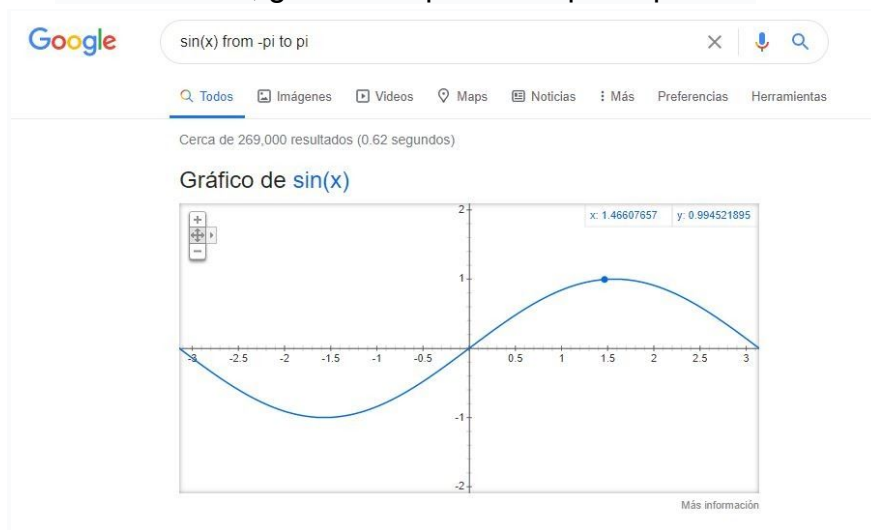 Google
sin(x) from -pi to pi
Todos Imágenes Videos Maps Noticias Más Preferencias Herramientas
Cerca de 269,000 resultados (0.62 segundos)
Gráfico de sin(x)
x: 1.46607657 y: 0.994521895
2
1
-3 -2.5 -2 -1.5 -1 -0.5 0.5 1 1.5 2 2.5 3
-1
-2
Más información